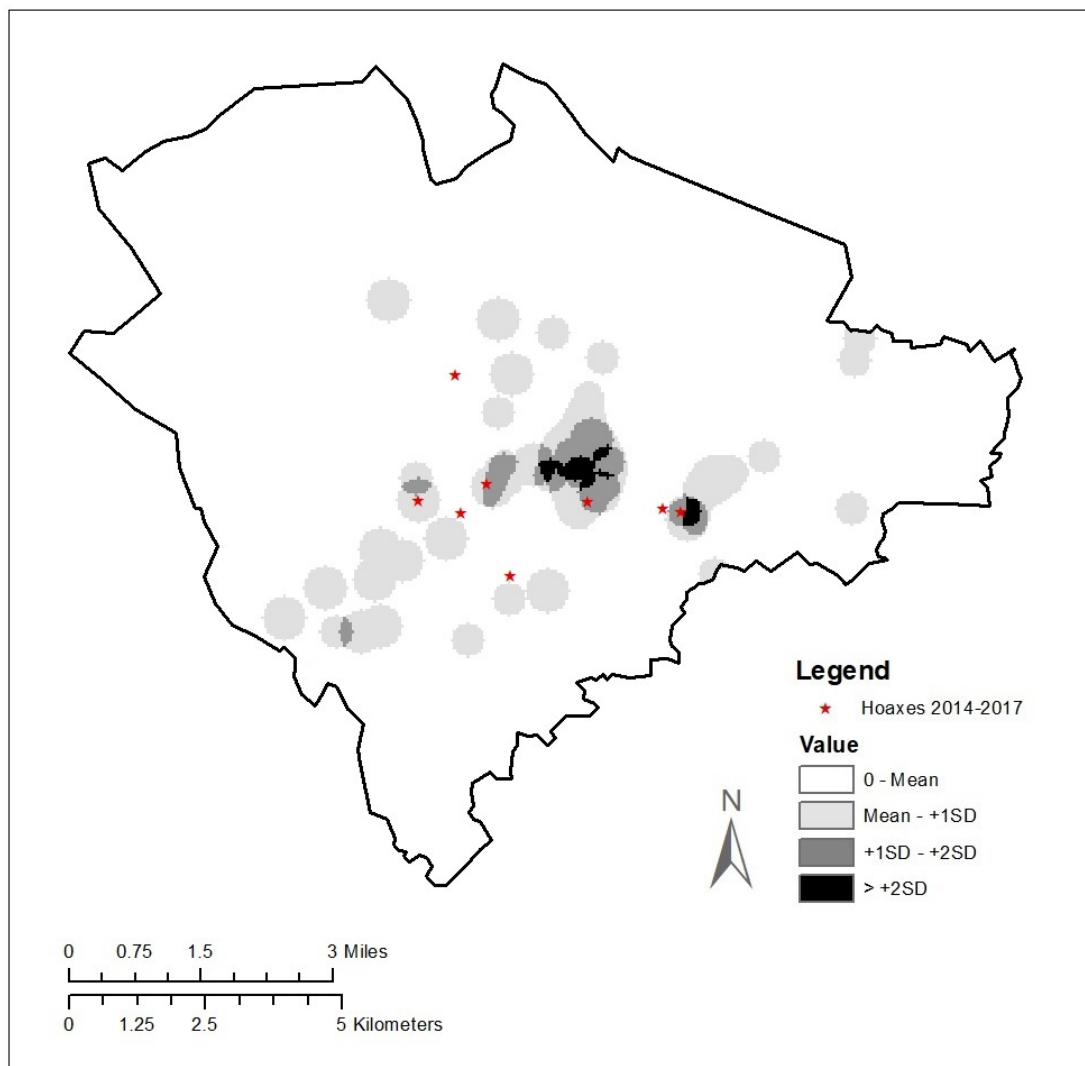 Legend
Hoaxes 2014-2017
Value
0 - Mean
Mean - +1SD
+1SD - +2SD
> +2SD
N
0 0.75 1.5 3 Miles
0 1.25 2.5 5 Kilometers